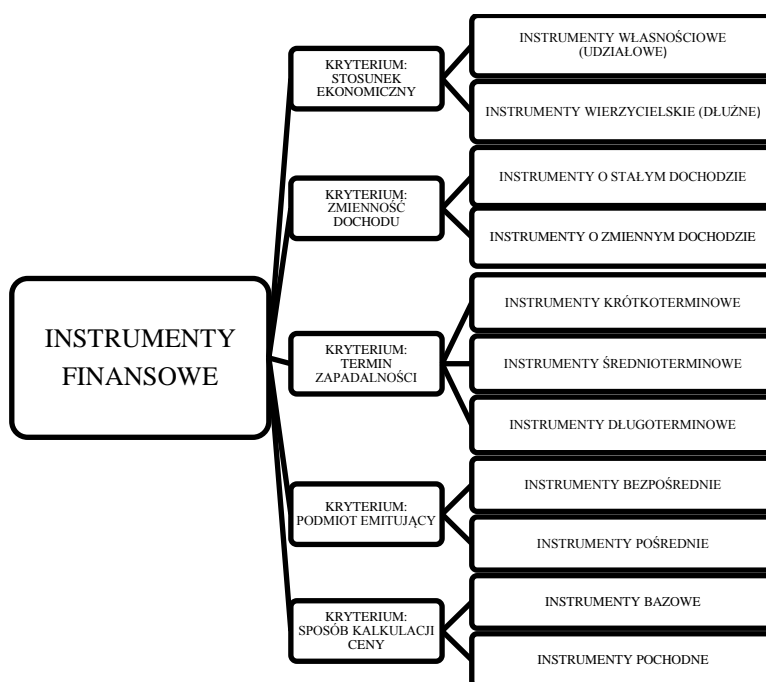 INSTRUMENTY
FINANSOWE
KRYTERIUM:
STOSUNEK
EKONOMICZNY
INSTRUMENTY WŁASNOŚCIOWE
(UDZIAŁOWE)
INSTRUMENTY WIERZYCIELSKIE (DŁUŻNE)
KRYTERIUM:
ZMIENNOŚĆ
DOCHODU
INSTRUMENTY O STAŁYM DOCHODZIE
INSTRUMENTY O ZMIENNYM DOCHODZIE
KRYTERIUM:
TERMIN
ZAPADALNOŚCI
INSTRUMENTY KRÓTKOTERMINOWE
INSTRUMENTY ŚREDNIOTERMINOWE
INSTRUMENTY DŁUGOTERMINOWE
KRYTERIUM:
PODMIOT EMITUJĄCY
INSTRUMENTY BEZPOŚREDNIE
INSTRUMENTY POŚREDNIE
KRYTERIUM:
SPOSÓB KALKULACJI
CENY
INSTRUMENTY BAZOWE
INSTRUMENTY POCHODNE